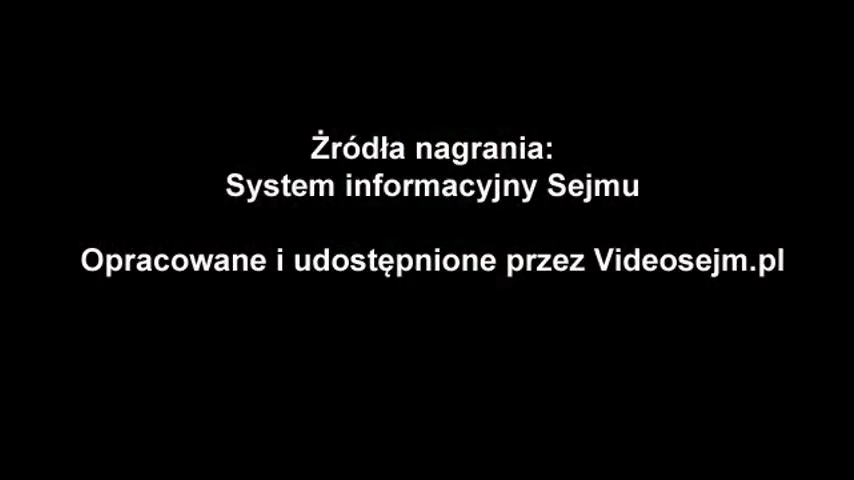 Żródła nagrania:
System informacyjny Sejmu
Opracowane i udostępnione przez Videosejm.pl